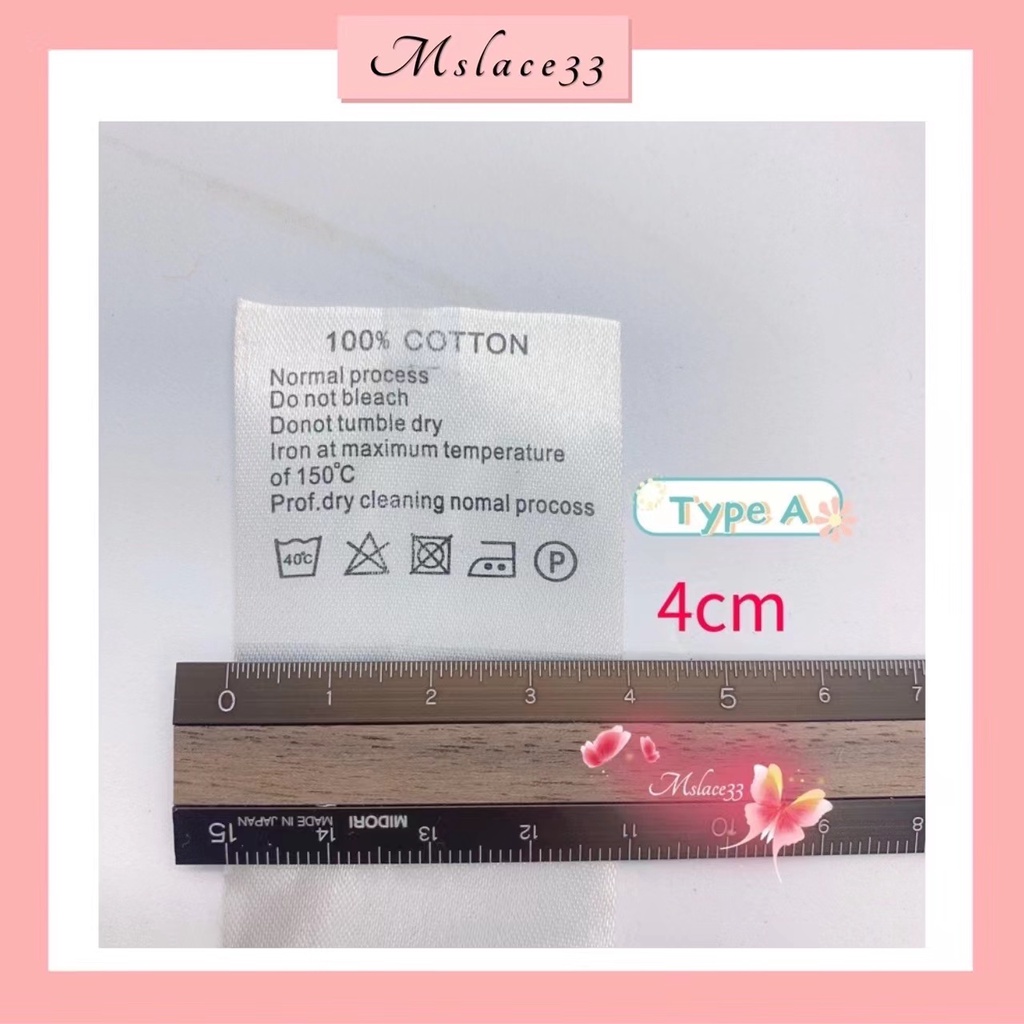 Mslace33
100% COTTON
Normal process
Do not bleach
Donot tumble dry
Iron at maximum temperature
of 150℃
Prof.dry cleaning nomal procoss
40℃
P
Type A
4cm
0 1 2 3 4 5 6 7
Mslace33
15 MADE IN JAPAN 14 MIDORI 13 12 11 10 9 8